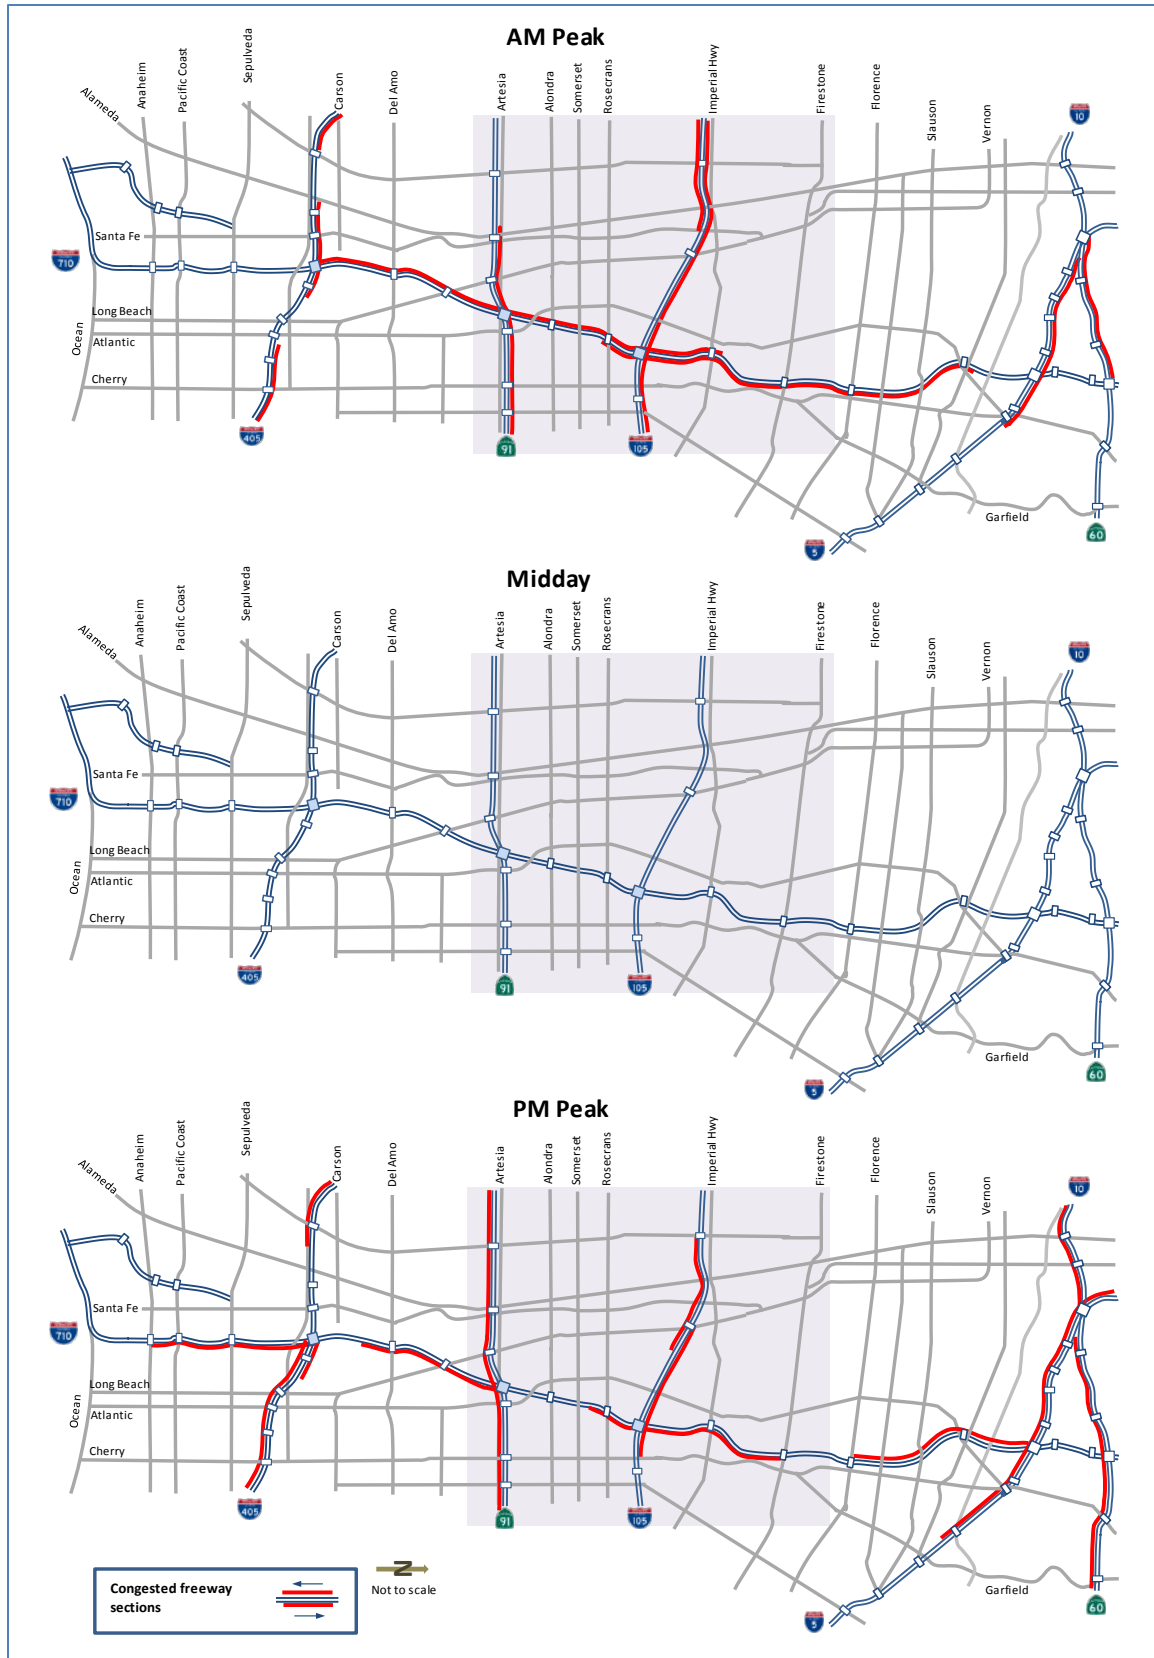 AM Peak
Alameda
Anaheim
Pacific Coast
Sepulveda
Carson
Del Amo
Artesia
Alondra
Somerset
Rosecrans
Imperial Hwy
Firestone
Florence
Slauson
Vernon
10
Santa Fe
710
Long Beach
Ocean
Atlantic
Cherry
405
91
105
5
Garfield
60
Midday
Alameda
Anaheim
Pacific Coast
Sepulveda
Carson
Del Amo
Artesia
Alondra
Somerset
Rosecrans
Imperial Hwy
Firestone
Florence
Slauson
Vernon
10
Santa Fe
710
Long Beach
Ocean
Atlantic
Cherry
405
91
105
5
Garfield
60
PM Peak
Alameda
Anaheim
Pacific Coast
Sepulveda
Carson
Del Amo
Artesia
Alondra
Somerset
Rosecrans
Imperial Hwy
Firestone
Florence
Slauson
Vernon
10
Santa Fe
710
Long Beach
Ocean
Atlantic
Cherry
405
91
105
5
Garfield
60
Congested freeway
sections
N
Not to scale